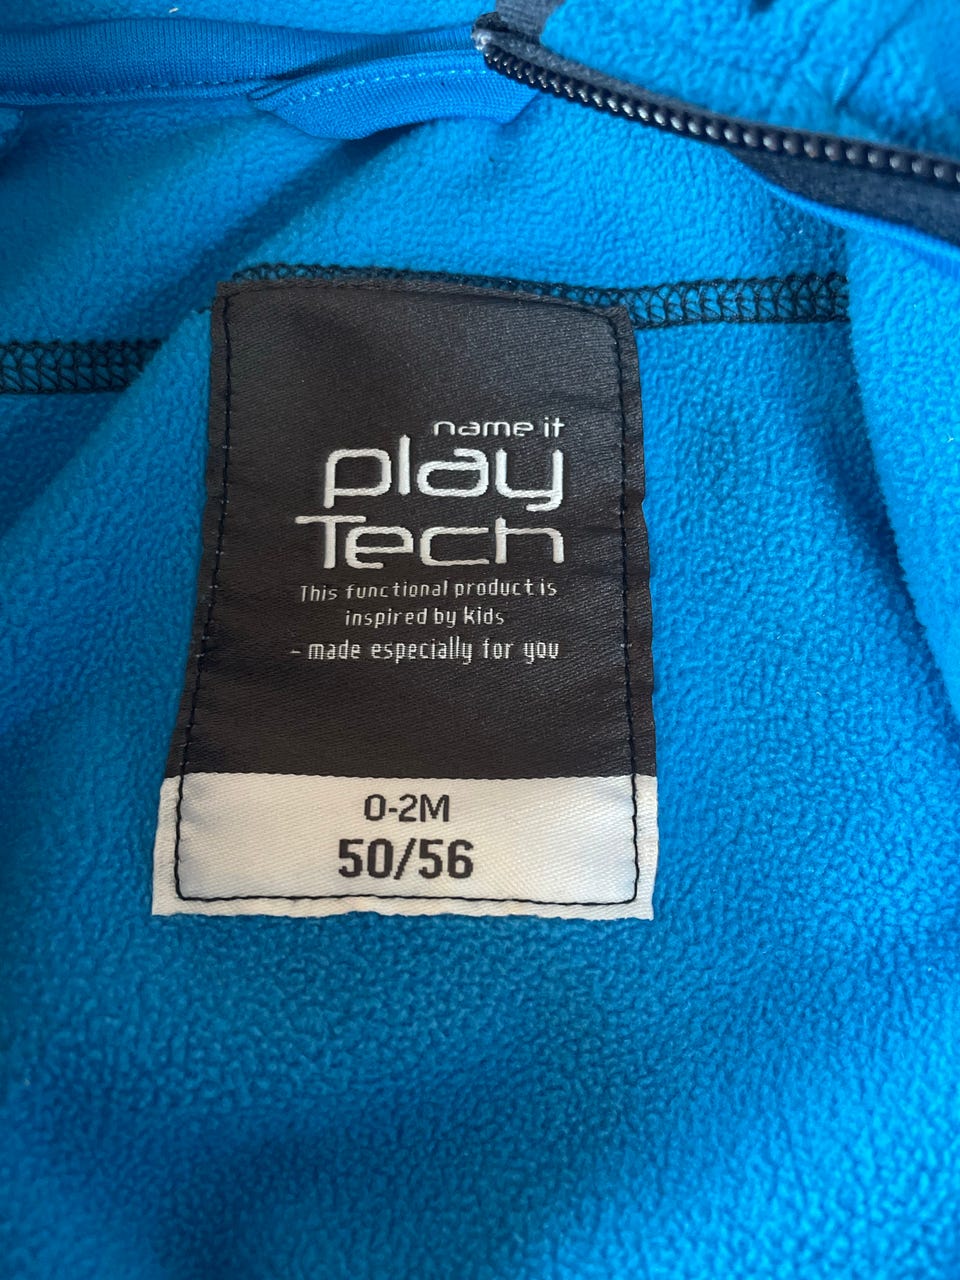 name it
play
Tech
This functional product is
inspired by kids
- made especially for you
0-2M
50/56